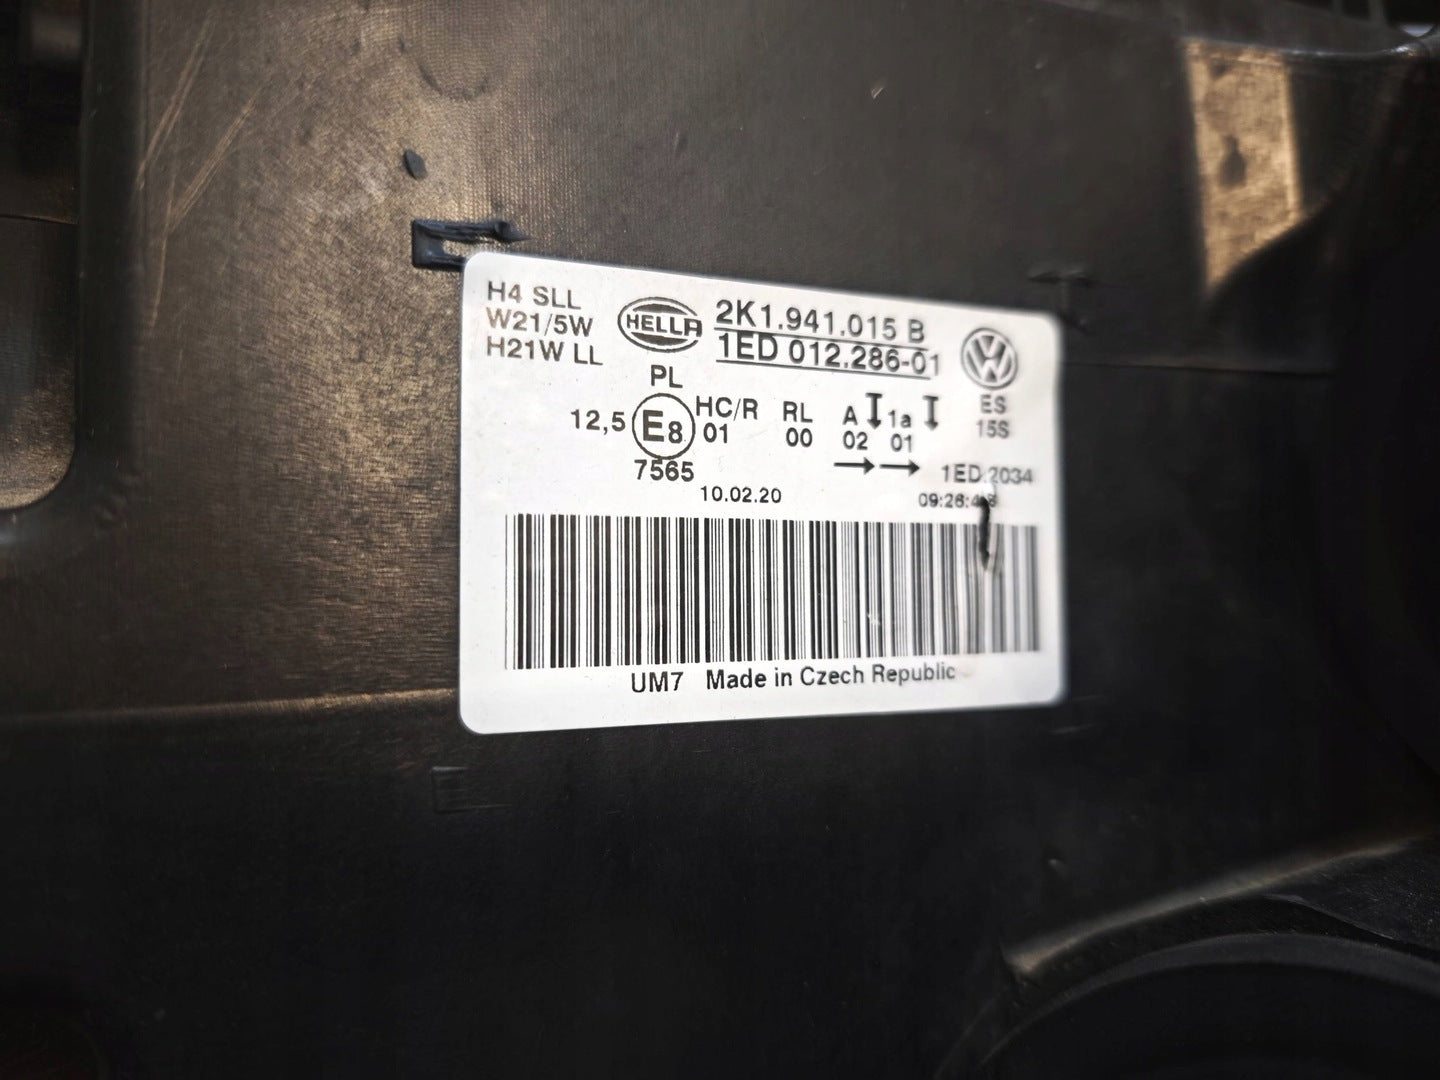 H4 SLL
W21/5W
H21W LL
HELLA
2K1.941.015 B
1ED 012.286-01
PL
12,5 E8 HC/R RL A 1a ES
01 00 02 01 15S
7565
1ED.2034
10.02.20
UM7 Made in Czech Republic